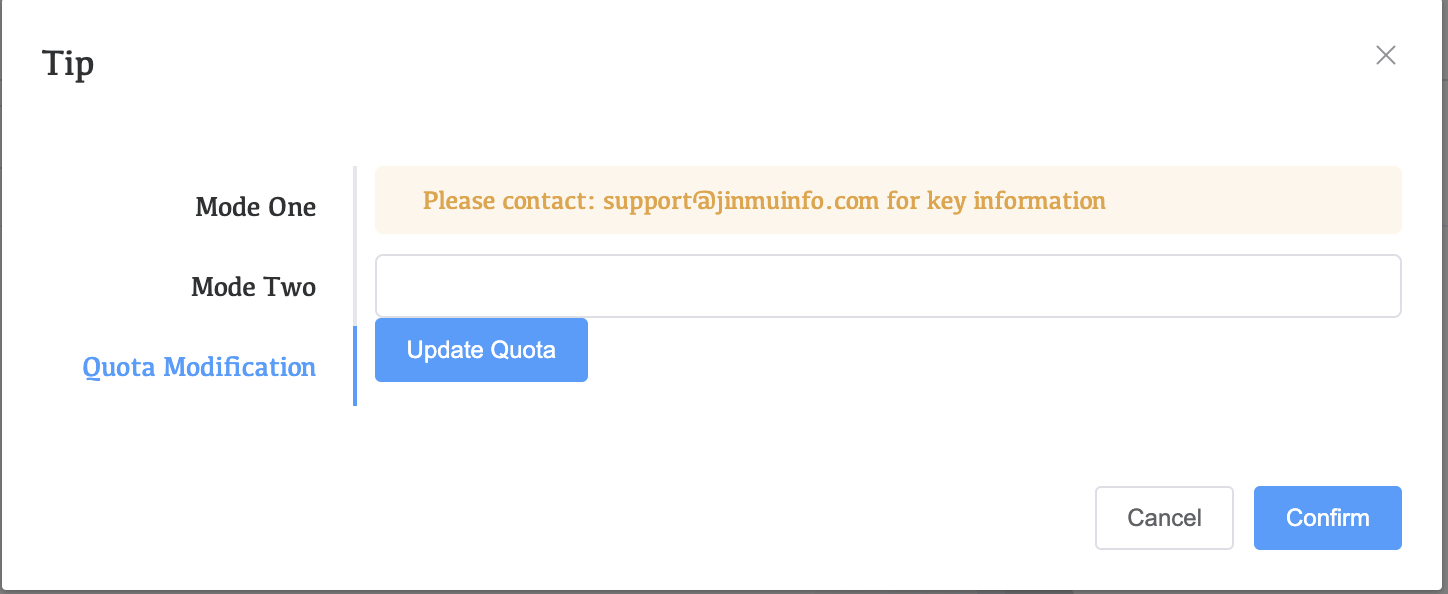 Tip
Mode One
Please contact: support@jinmuinfo.com for key information
Mode Two
Quota Modification
Update Quota
Cancel
Confirm